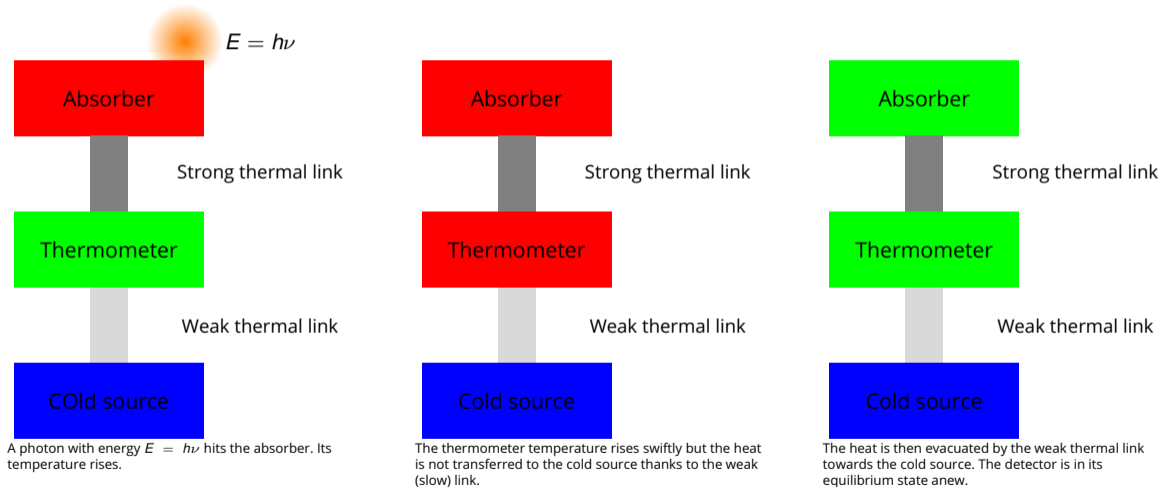 E = hν
Absorber
Strong thermal link
Thermometer
Weak thermal link
COld source
A photon with energy E = hν hits the absorber. Its
temperature rises.
Absorber
Strong thermal link
Thermometer
Weak thermal link
Cold source
The thermometer temperature rises swiftly but the heat
is not transferred to the cold source thanks to the weak
(slow) link.
Absorber
Strong thermal link
Thermometer
Weak thermal link
Cold source
The heat is then evacuated by the weak thermal link
towards the cold source. The detector is in its
equilibrium state anew.